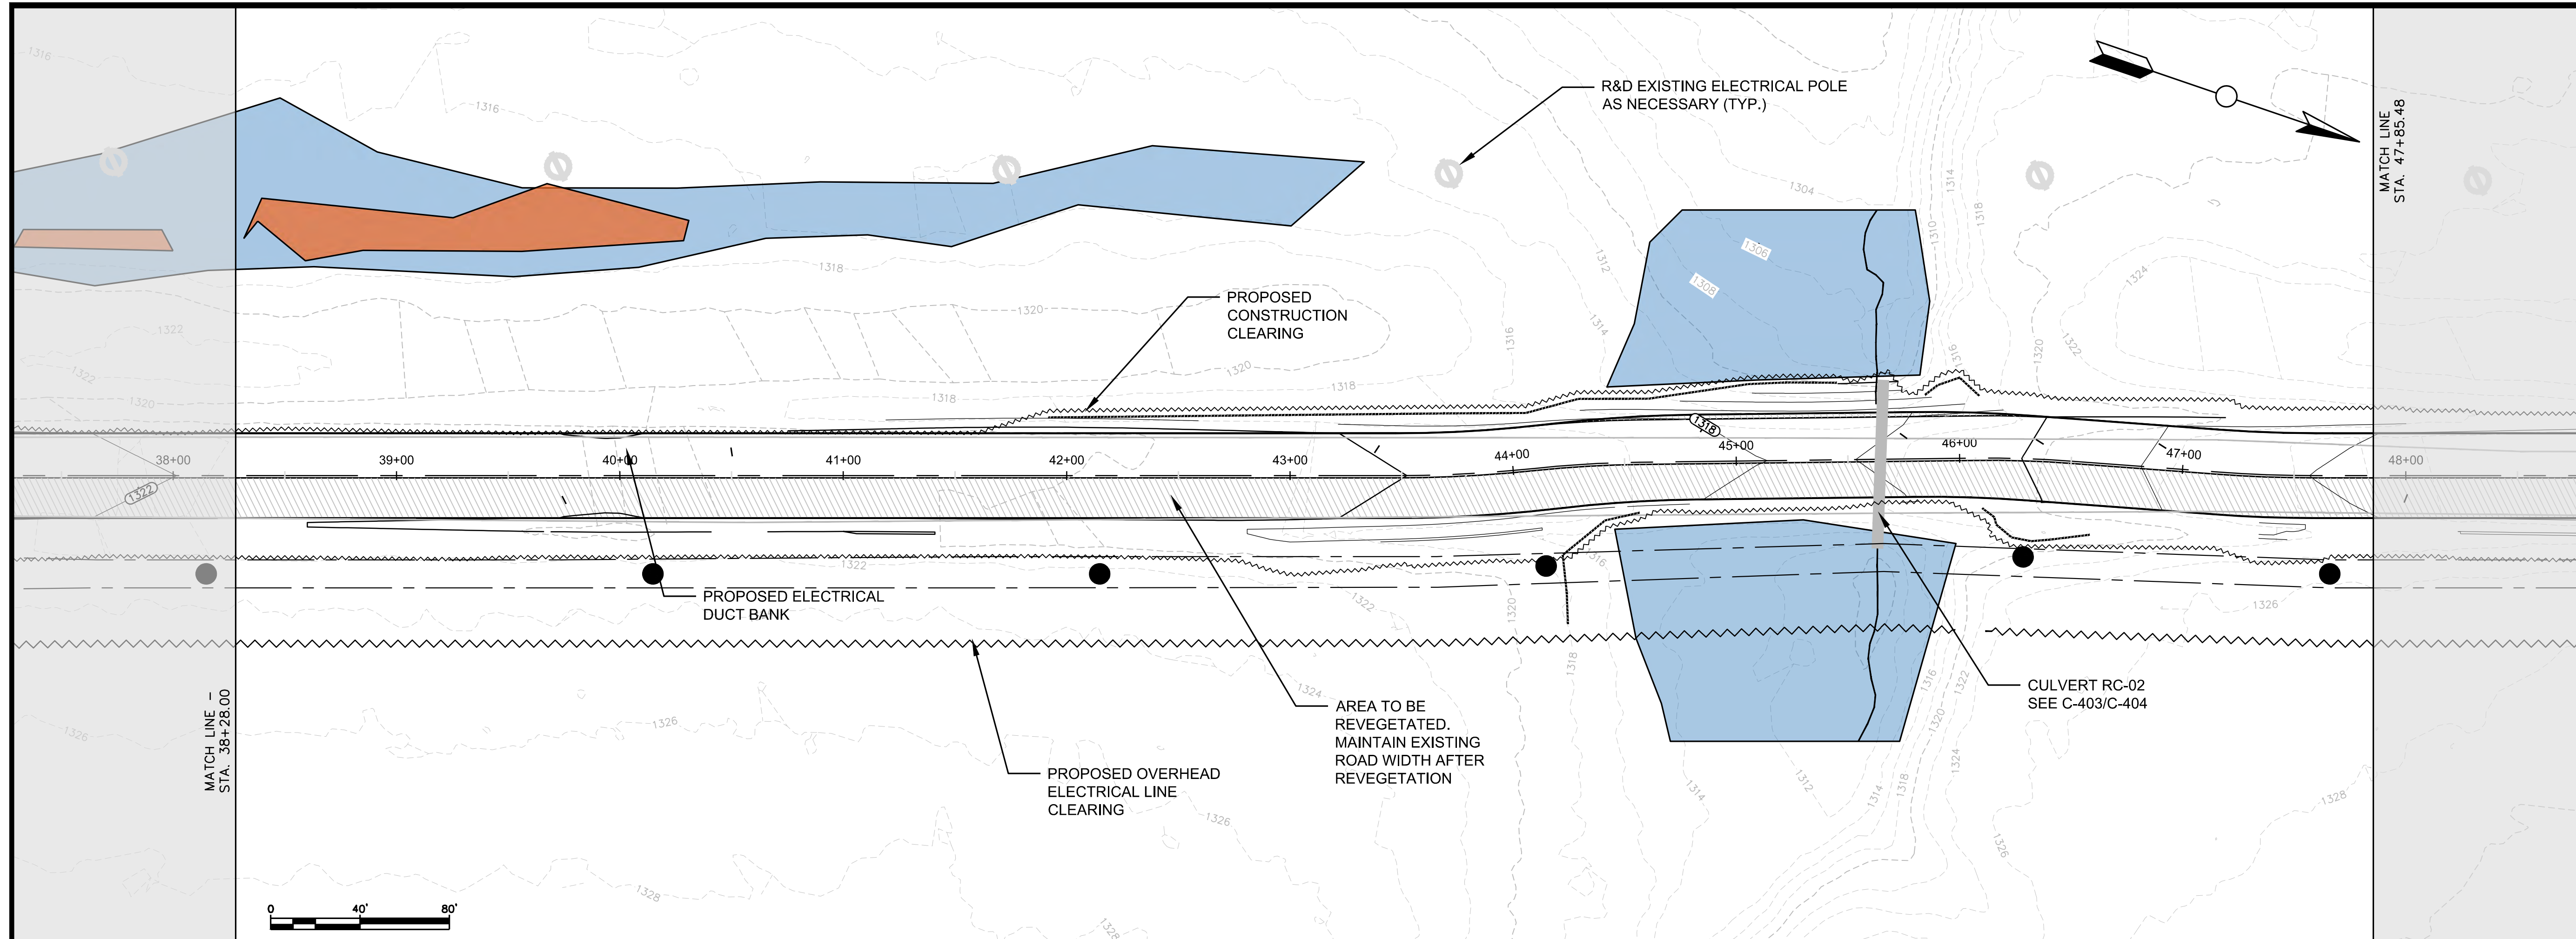 1316
1316
R&D EXISTING ELECTRICAL POLE
AS NECESSARY (TYP.)
MATCH LINE
STA. 47+85.48
1304
1314
1318
1310
1312
1306
1308
1318
1324
PROPOSED
CONSTRUCTION
CLEARING
1320
1322
1322
1320
1314
1316
1316
1320
1322
1320
1318
1318
1318
38+00
39+00
40+00
41+00
42+00
43+00
44+00
45+00
46+00
47+00
48+00
1322
1322
1316
PROPOSED ELECTRICAL
DUCT BANK
1322
1320
1326
1318
MATCH LINE -
STA. 38+28.00
1324
1326
1326
AREA TO BE
REVEGETATED.
MAINTAIN EXISTING
ROAD WIDTH AFTER
REVEGETATION
CULVERT RC-02
SEE C-403/C-404
1316
1322
1320
1324
PROPOSED OVERHEAD
ELECTRICAL LINE
CLEARING
1314
1312
1314
1318
1328
1326
1326
1328
1328
0 40' 80'